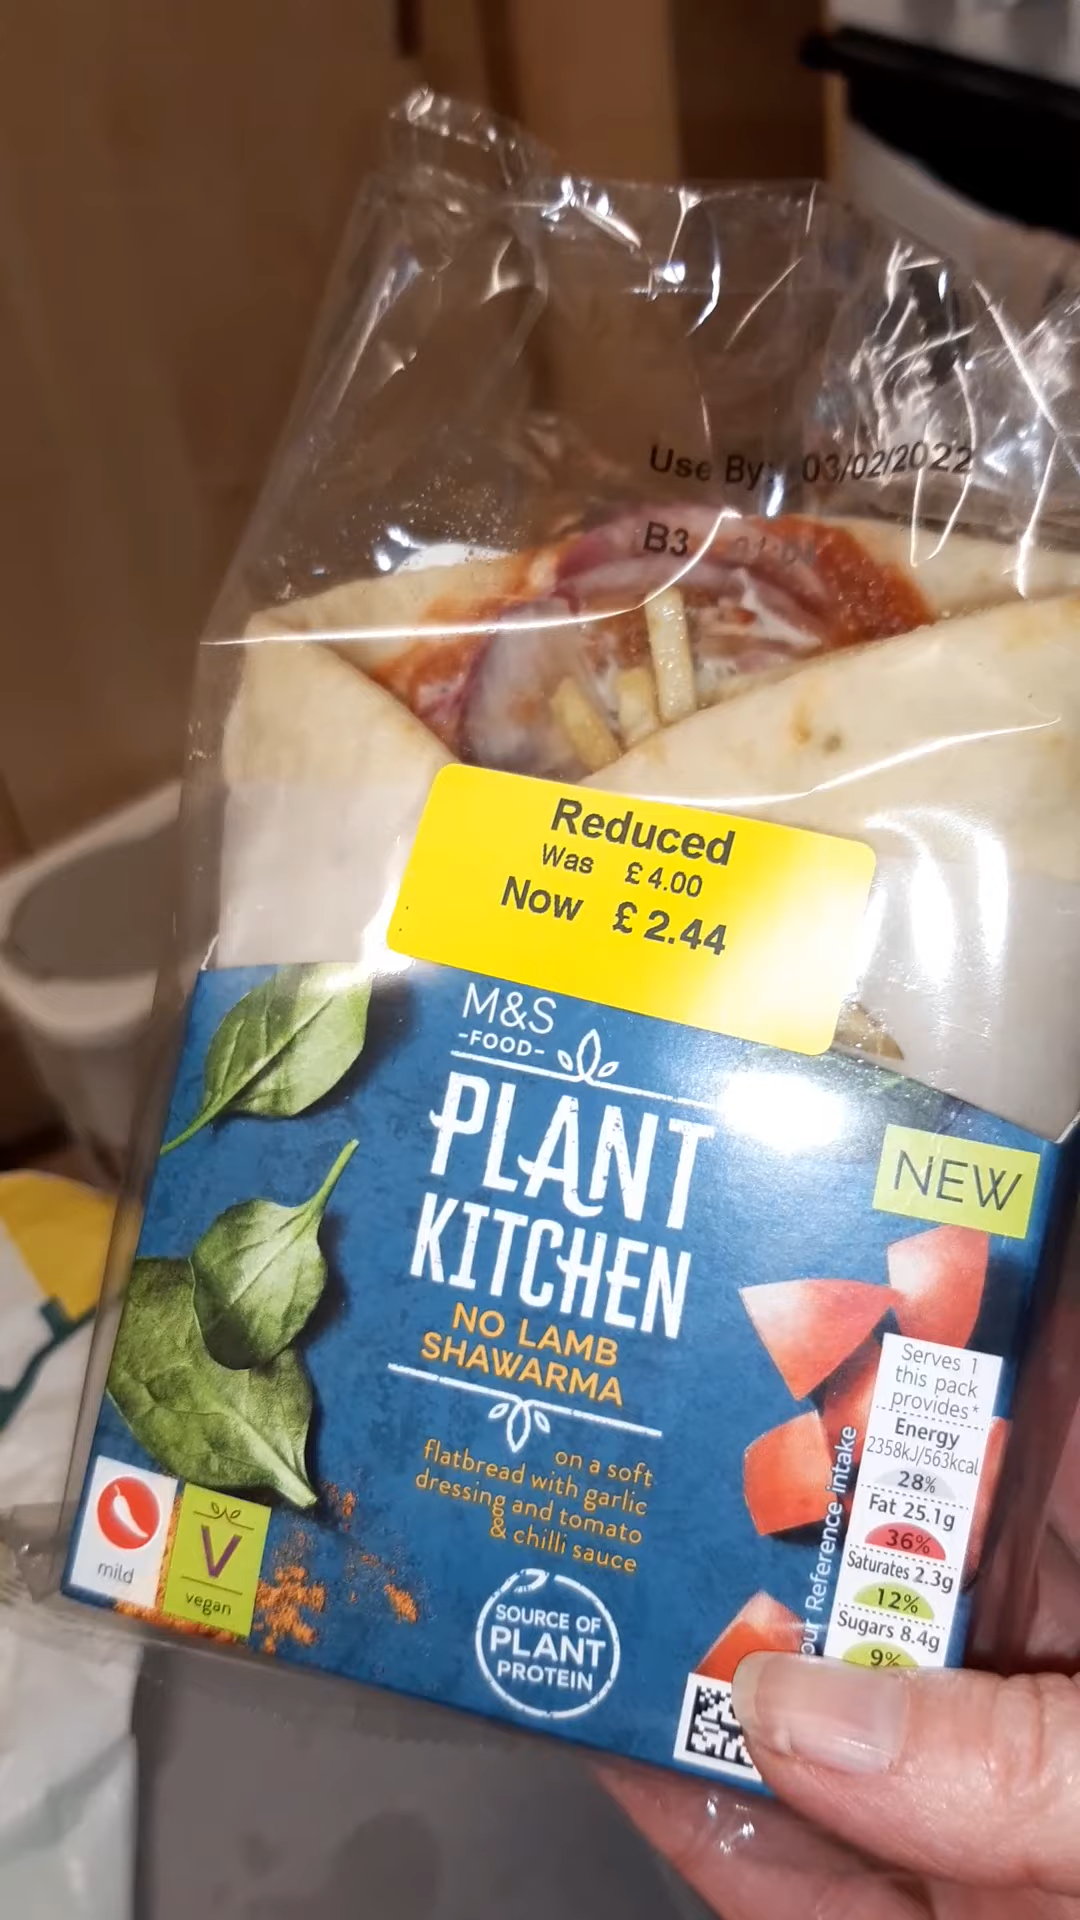 Use By: 03/02/2022
B3
Reduced
Was £4.00
Now £2.44
M&S
-FOOD-
PLANT
KITCHEN
NO LAMB
SHAWARMA
on a soft
flatbread with garlic
dressing and tomato
& chilli sauce
SOURCE OF
PLANT
PROTEIN
mild
V
vegan
NEW
Serves 1
this pack
provides*
Energy
2358kJ/563kcal
28%
Fat 25.1g
36%
Saturates 2.3g
12%
Sugars 8.4g
9%
Reference intake